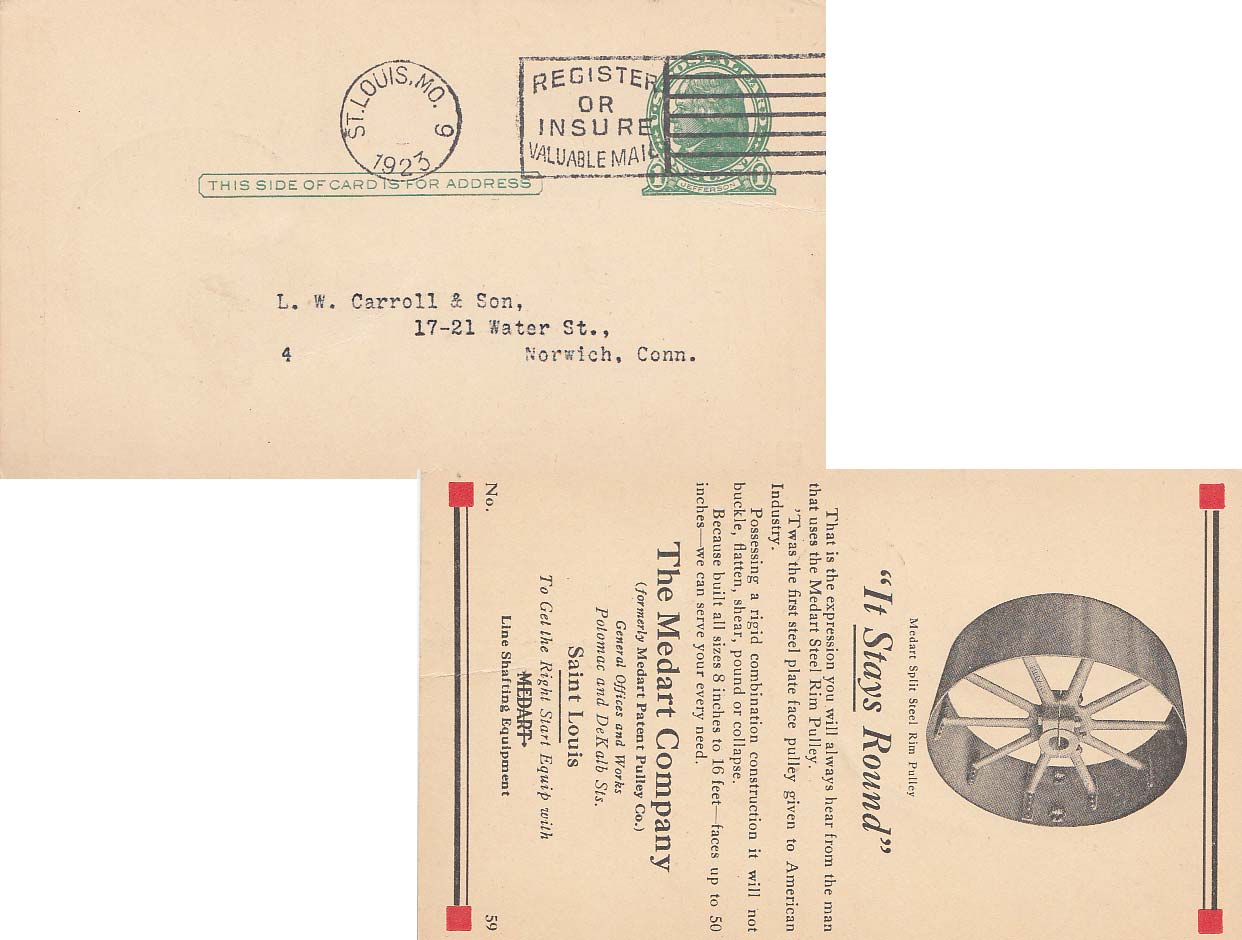 ST. LOUIS, MO. 9
1923
REGISTER
OR
INSURE
VALUABLE MAIL
U.S. POSTAL CARD
1 JEFFERSON 1
THIS SIDE OF CARD IS FOR ADDRESS
L. W. Carroll & Son,
17-21 Water St.,
4 Norwich, Conn.
Medart Split Steel Rim Pulley
"It Stays Round"
That is the expression you will always hear from the man
that uses the Medart Steel Rim Pulley.
'Twas the first steel plate face pulley given to American
Industry.
Possessing a rigid combination construction it will not
buckle, flatten, shear, pound or collapse.
Because built all sizes 8 inches to 16 feet—faces up to 50
inches—we can serve your every need.
The Medart Company
(formerly Medart Patent Pulley Co.)
General Offices and Works
Potomac and DeKalb Sts.
Saint Louis
To Get the Right Start Equip with
MEDART
Line Shafting Equipment
No. 59